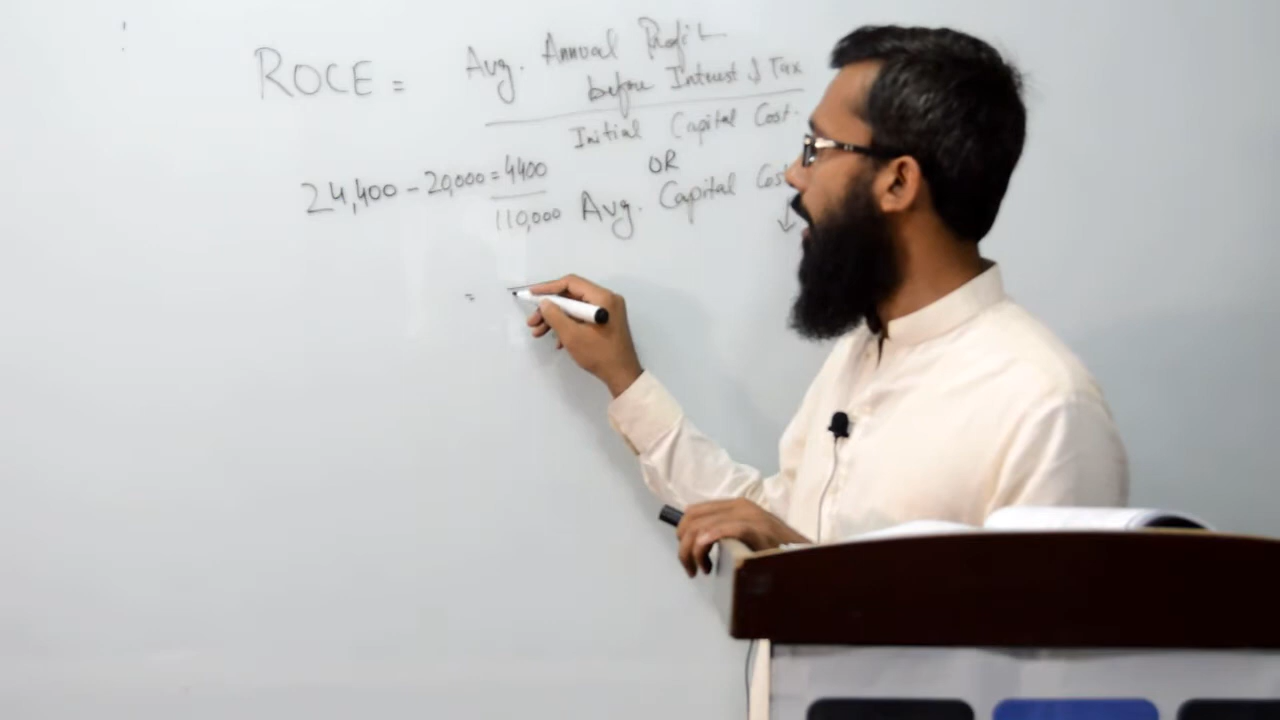 ROCE = Avg. Annual Profit
before Interest & Tax
Initial Capital Cost.
OR
24,400 - 20,000 = 4400
110,000 Avg. Capital Cost
=